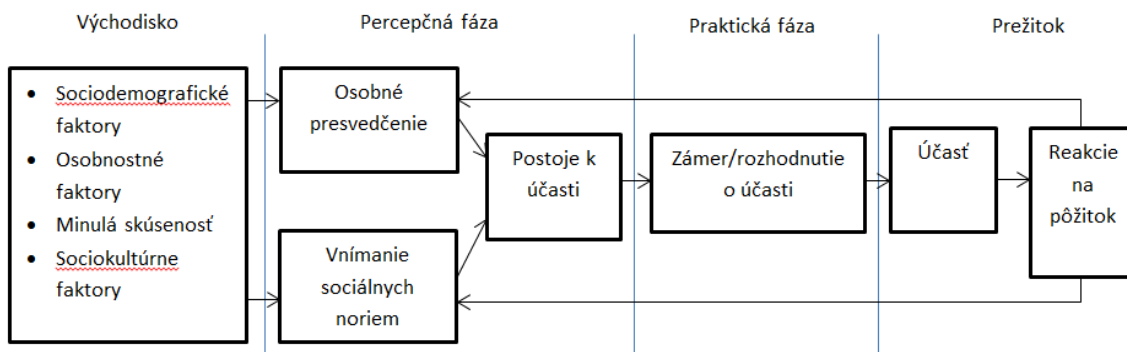 Východisko
Percepčná fáza
Praktická fáza
Prežitok
• Sociodemografické
faktory
• Osobnostné
faktory
• Minulá skúsenosť
• Sociokultúrne
faktory
Osobné
presvedčenie
Vnímanie
sociálnych
noriem
Postoje k
účasti
Zámer/rozhodnutie
o účasti
Účasť
Reakcie
na
pôžitok